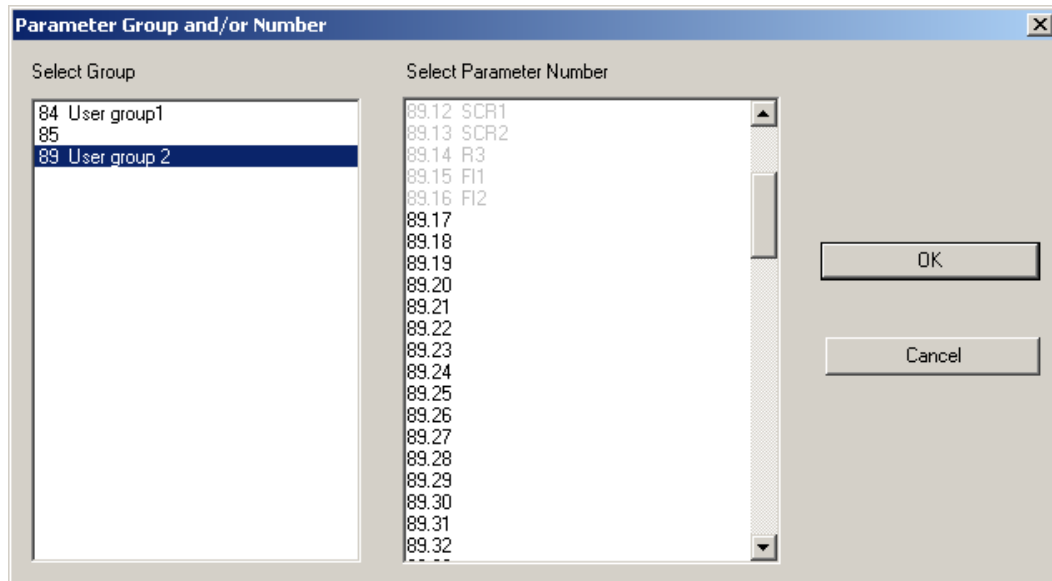 Parameter Group and/or Number
Select Group
84 User group1
85
89 User group 2
Select Parameter Number
89.12 SCR1
89.13 SCR2
89.14 R3
89.15 FI1
89.16 FI2
89.17
89.18
89.19
89.20
89.21
89.22
89.23
89.24
89.25
89.26
89.27
89.28
89.29
89.30
89.31
89.32
OK
Cancel